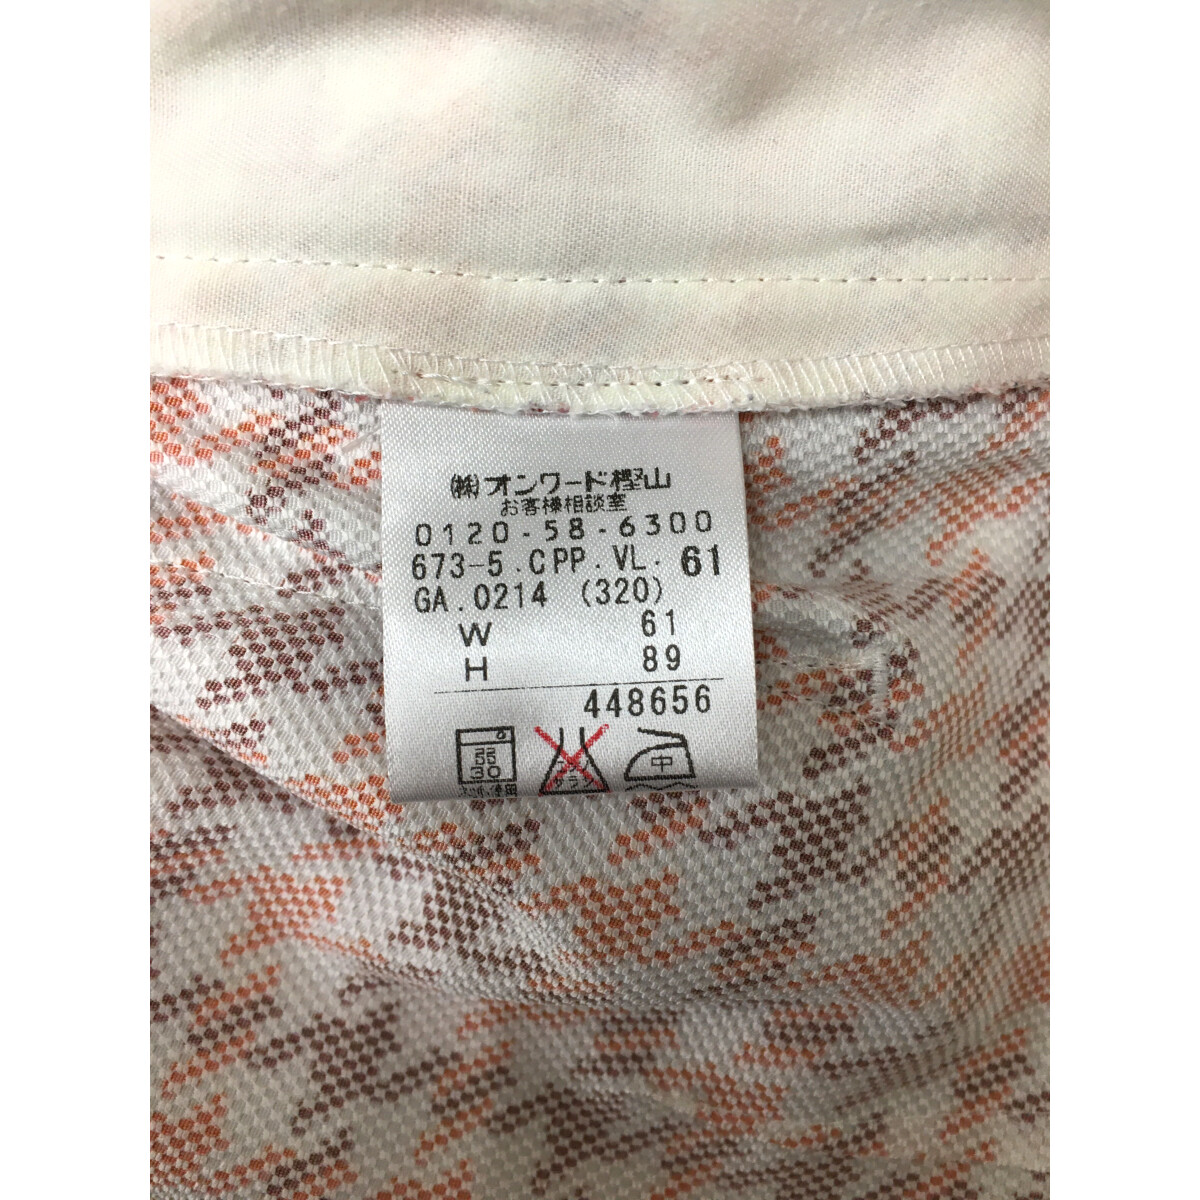 ㈱オンワード樫山
お客様相談室
0120-58-6300
673-5.CPP.VL. 61
GA.0214 (320)
W 61
H 89
448656
30
中